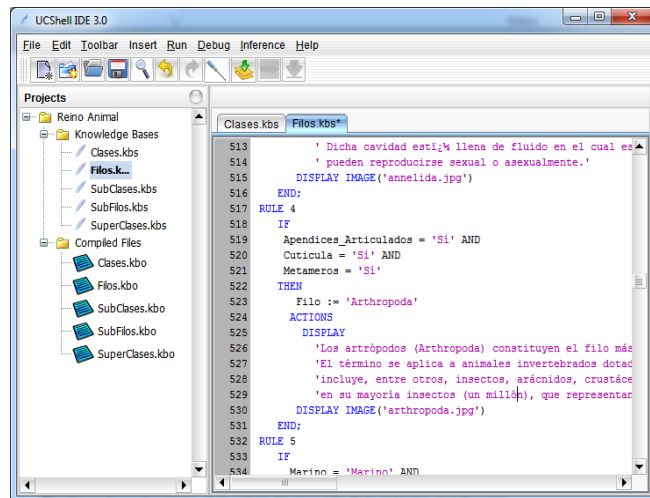 UCShell IDE 3.0
File Edit Toolbar Insert Run Debug Inference Help
Projects
Reino Animal
Knowledge Bases
Clases.kbs
Filos.k...
SubClases.kbs
SubFilos.kbs
SuperClases.kbs
Compiled Files
Clases.kbo
Filos.kbo
SubClases.kbo
SubFilos.kbo
SuperClases.kbo
Clases.kbs Filos.kbs*
513 ' Dicha cavidad estï¿½ llena de fluido en el cual es
514 ' pueden reproducirse sexual o asexualmente.'
515 DISPLAY IMAGE('annelida.jpg')
516 END;
517 RULE 4
518 IF
519 Apendices_Articulados = 'Sí' AND
520 Cuticula = 'Sí' AND
521 Metameros = 'Sí'
522 THEN
523 Filo := 'Arthropoda'
524 ACTIONS
525 DISPLAY
526 'Los artrópodos (Arthropoda) constituyen el filo más
527 'El término se aplica a animales invertebrados dotad
528 'incluye, entre otros, insectos, arácnidos, crustáce
529 'en su mayoría insectos (un millón), que representan
530 DISPLAY IMAGE('arthropoda.jpg')
531 END;
532 RULE 5
533 IF
534 Marino = 'Marino' AND